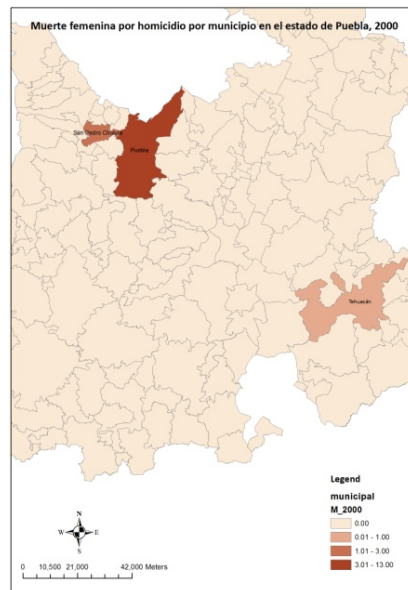 Muerte femenina por homicidio por municipio en el estado de Puebla, 2000
San Pedro Cholula
Puebla
Tehuacán
Legend
municipal
M_2000
0.00
0.01 - 1.00
1.01 - 3.00
3.01 - 13.00
N
W E
S
0 10,500 21,000 42,000 Meters